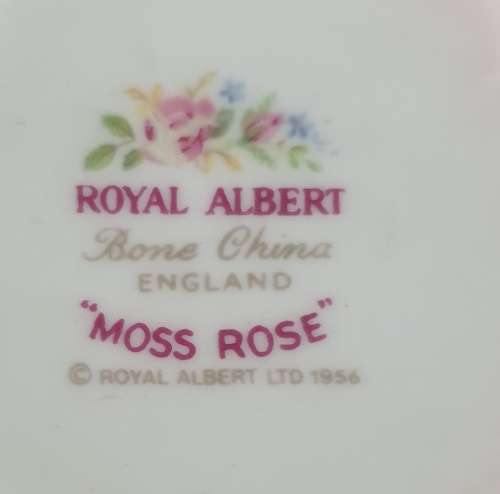 ROYAL ALBERT
Bone China
ENGLAND
"MOSS ROSE"
© ROYAL ALBERT LTD 1956